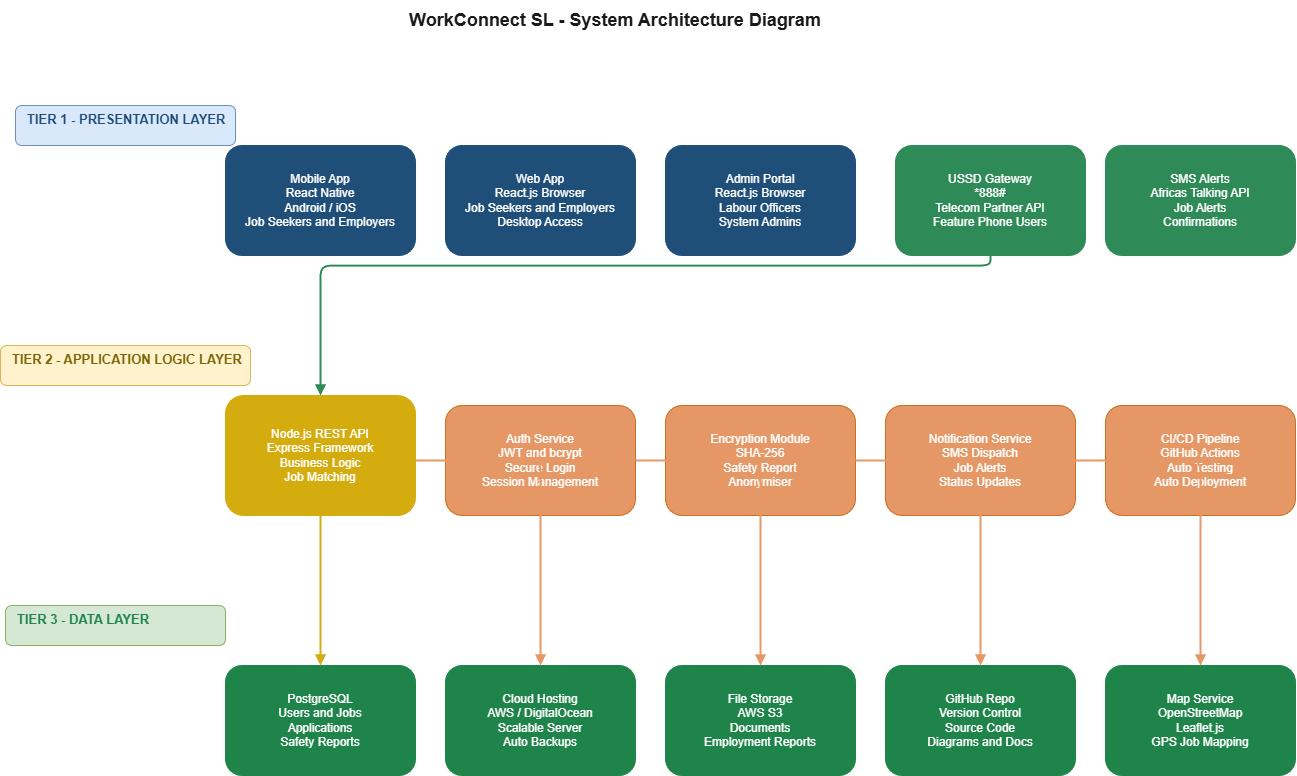 WorkConnect SL - System Architecture Diagram
TIER 1 - PRESENTATION LAYER
Mobile App
React Native
Android / iOS
Job Seekers and Employers
Web App
React.js Browser
Job Seekers and Employers
Desktop Access
Admin Portal
React.js Browser
Labour Officers
System Admins
USSD Gateway
*888#
Telecom Partner API
Feature Phone Users
SMS Alerts
Africas Talking API
Job Alerts
Confirmations
TIER 2 - APPLICATION LOGIC LAYER
Node.js REST API
Express Framework
Business Logic
Job Matching
Auth Service
JWT and bcrypt
Secure Login
Session Management
Encryption Module
SHA-256
Safety Report
Anonymiser
Notification Service
SMS Dispatch
Job Alerts
Status Updates
CI/CD Pipeline
GitHub Actions
Auto Testing
Auto Deployment
TIER 3 - DATA LAYER
PostgreSQL
Users and Jobs
Applications
Safety Reports
Cloud Hosting
AWS / DigitalOcean
Scalable Server
Auto Backups
File Storage
AWS S3
Documents
Employment Reports
GitHub Repo
Version Control
Source Code
Diagrams and Docs
Map Service
OpenStreetMap
Leaflet.js
GPS Job Mapping